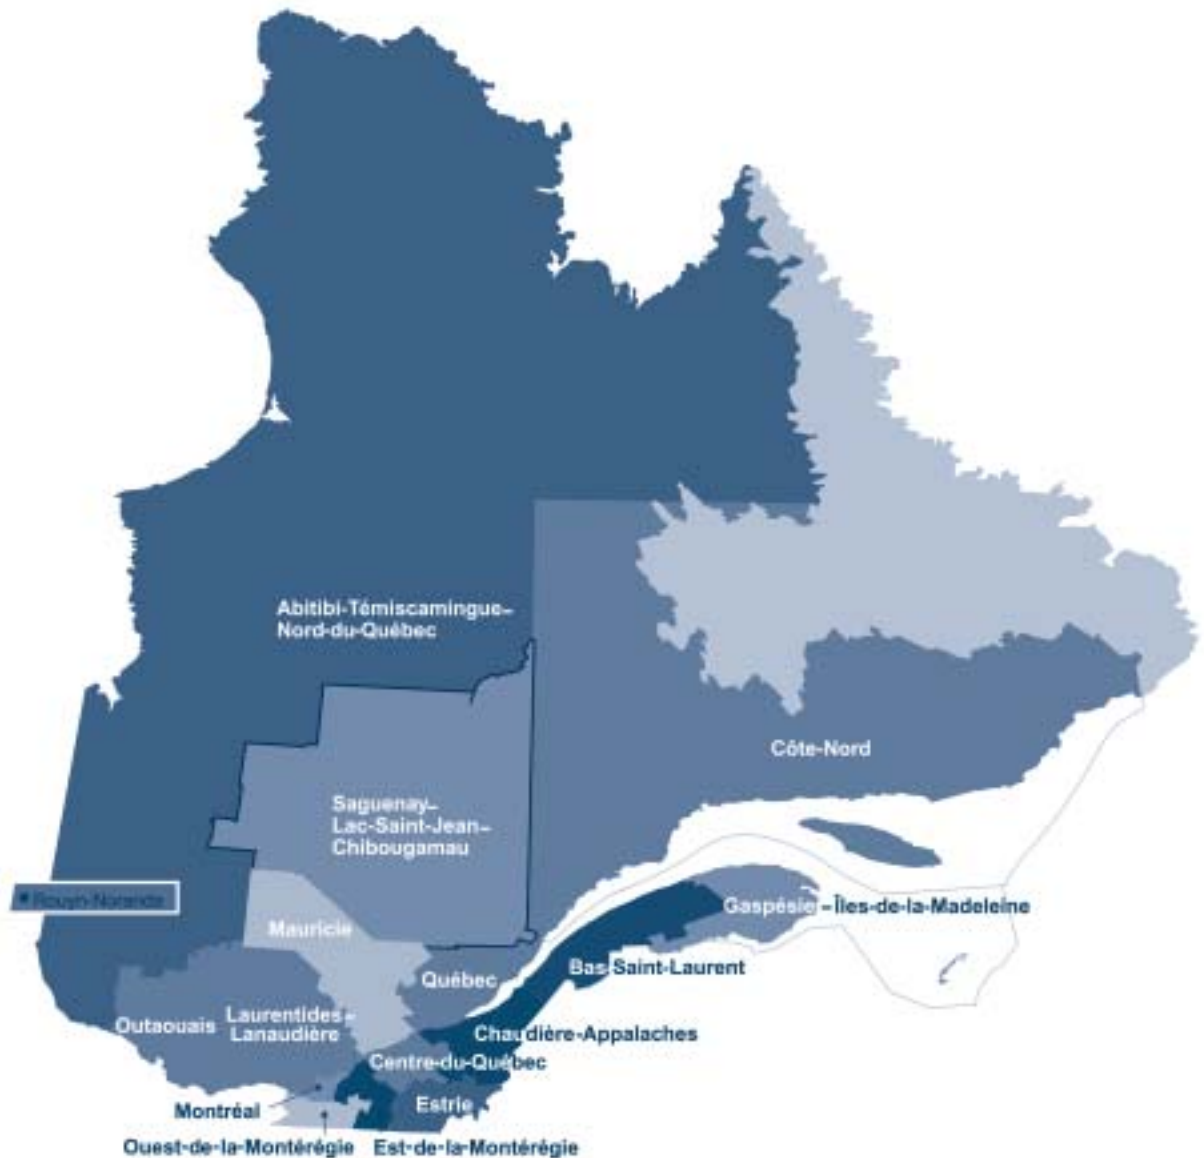 Abitibi-Témiscamingue–
Nord-du-Québec
Côte-Nord
Saguenay–
Lac-Saint-Jean–
Chibougamau
Rouyn-Noranda
Gaspésie–Îles-de-la-Madeleine
Mauricie
Bas-Saint-Laurent
Québec
Outaouais
Laurentides–
Lanaudière
Chaudière-Appalaches
Centre-du-Québec
Estrie
Montréal
Ouest-de-la-Montérégie
Est-de-la-Montérégie